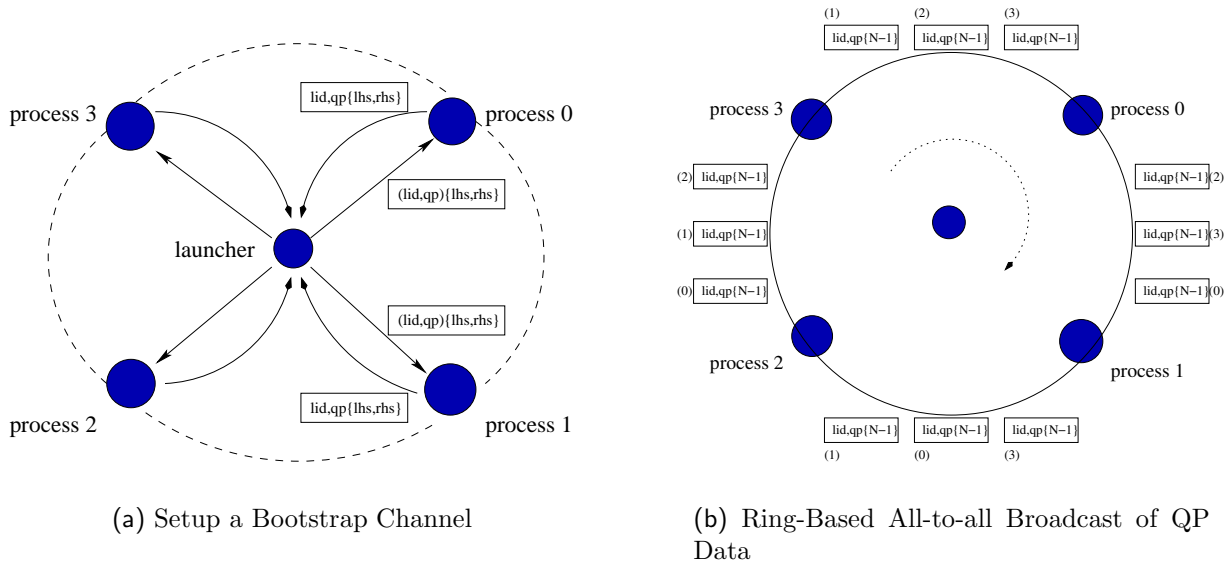 lid,qp{lhs,rhs}
process 3
process 0
(lid,qp){lhs,rhs}
launcher
(lid,qp){lhs,rhs}
lid,qp{lhs,rhs}
process 2
process 1
(a) Setup a Bootstrap Channel
(1) (2) (3)
lid,qp{N−1} lid,qp{N−1} lid,qp{N−1}
process 3
process 0
(2) lid,qp{N−1}
lid,qp{N−1} (2)
(1) lid,qp{N−1}
lid,qp{N−1} (3)
(0) lid,qp{N−1}
lid,qp{N−1} (0)
process 2
process 1
lid,qp{N−1} lid,qp{N−1} lid,qp{N−1}
(1) (0) (3)
(b) Ring-Based All-to-all Broadcast of QP
Data